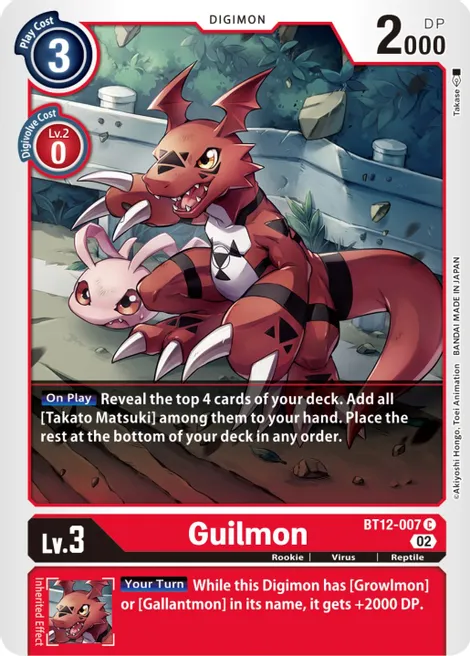 DIGIMON
Play Cost
3
DP
2000
Digivolve Cost
Lv.2
0
Takase
©Akiyoshi Hongo, Toei Animation BANDAI MADE IN JAPAN
On Play Reveal the top 4 cards of your deck. Add all
[Takato Matsuki] among them to your hand. Place the
rest at the bottom of your deck in any order.
Lv.3
Guilmon
BT12-007 C
02
Rookie | Virus | Reptile
Inherited Effect
Your Turn While this Digimon has [Growlmon]
or [Gallantmon] in its name, it gets +2000 DP.